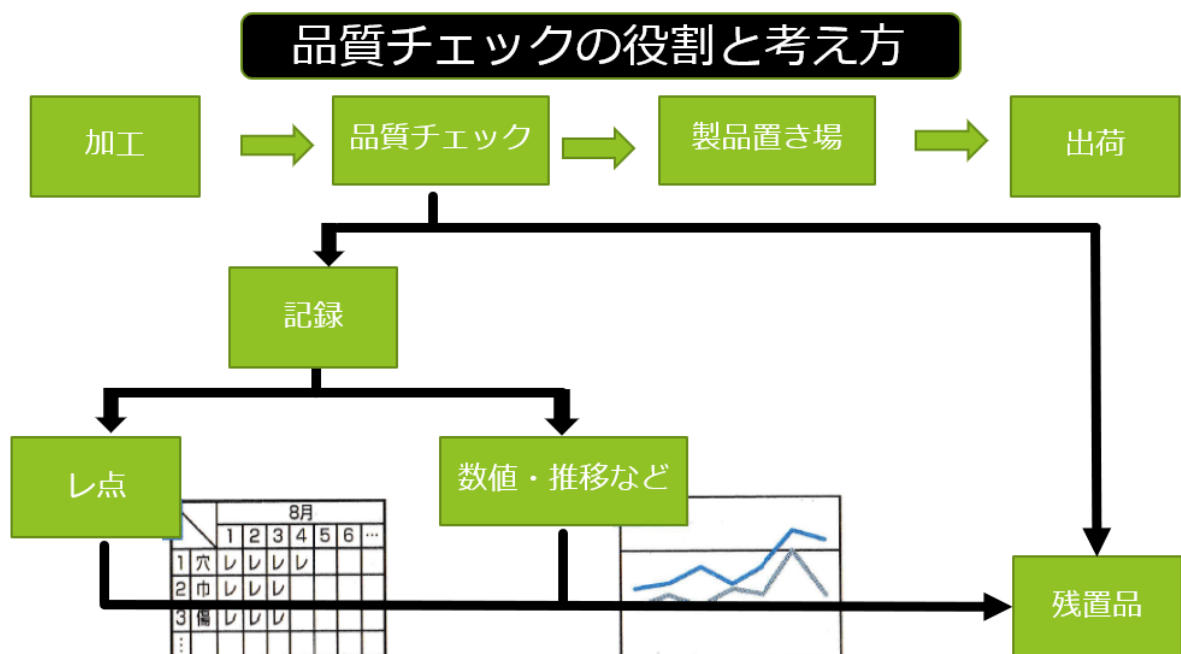 品質チェックの役割と考え方
加工
品質チェック
製品置き場
出荷
記録
レ点
数値・推移など
8月
1 2 3 4 5 6 …
1 穴 レ レ レ レ
2 巾 レ レ レ
3 傷 レ レ レ
⋮
残置品